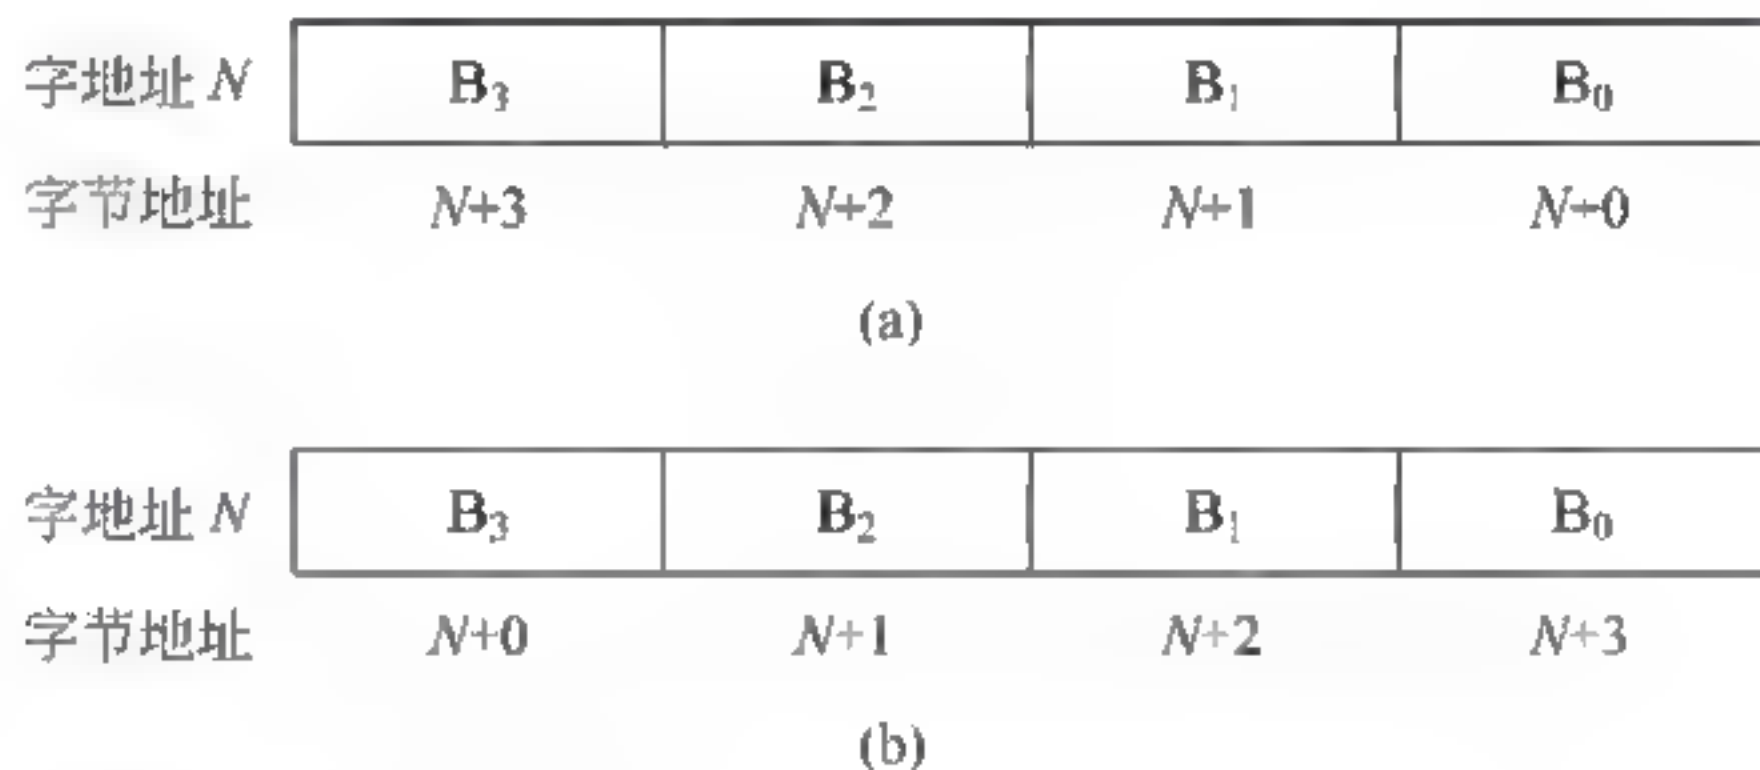 字地址 N B₃ B₂ B₁ B₀
字节地址 N+3 N+2 N+1 N+0
(a)
字地址 N B₃ B₂ B₁ B₀
字节地址 N+0 N+1 N+2 N+3
(b)